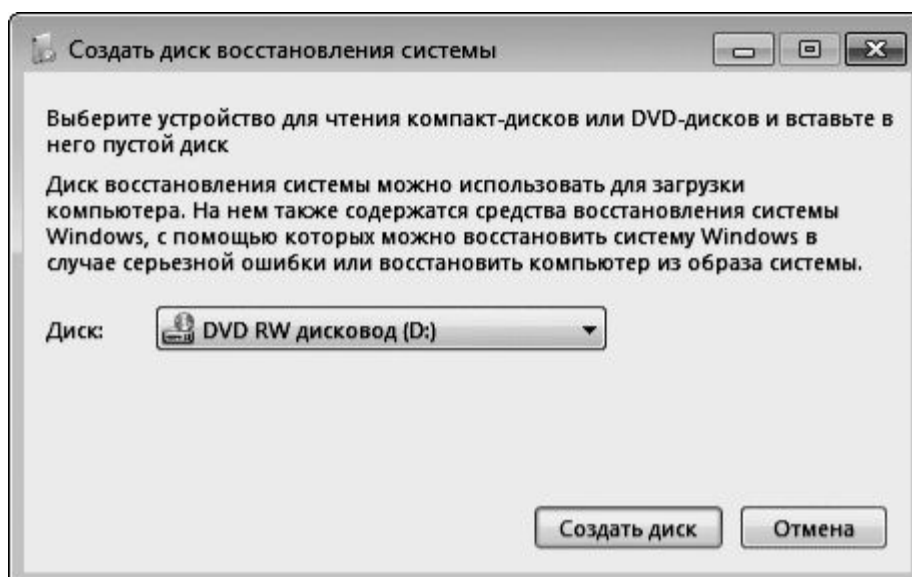 Создать диск восстановления системы
Выберите устройство для чтения компакт-дисков или DVD-дисков и вставьте в
него пустой диск
Диск восстановления системы можно использовать для загрузки
компьютера. На нем также содержатся средства восстановления системы
Windows, с помощью которых можно восстановить систему Windows в
случае серьезной ошибки или восстановить компьютер из образа системы.
Диск: DVD RW дисковод (D:)
Создать диск Отмена